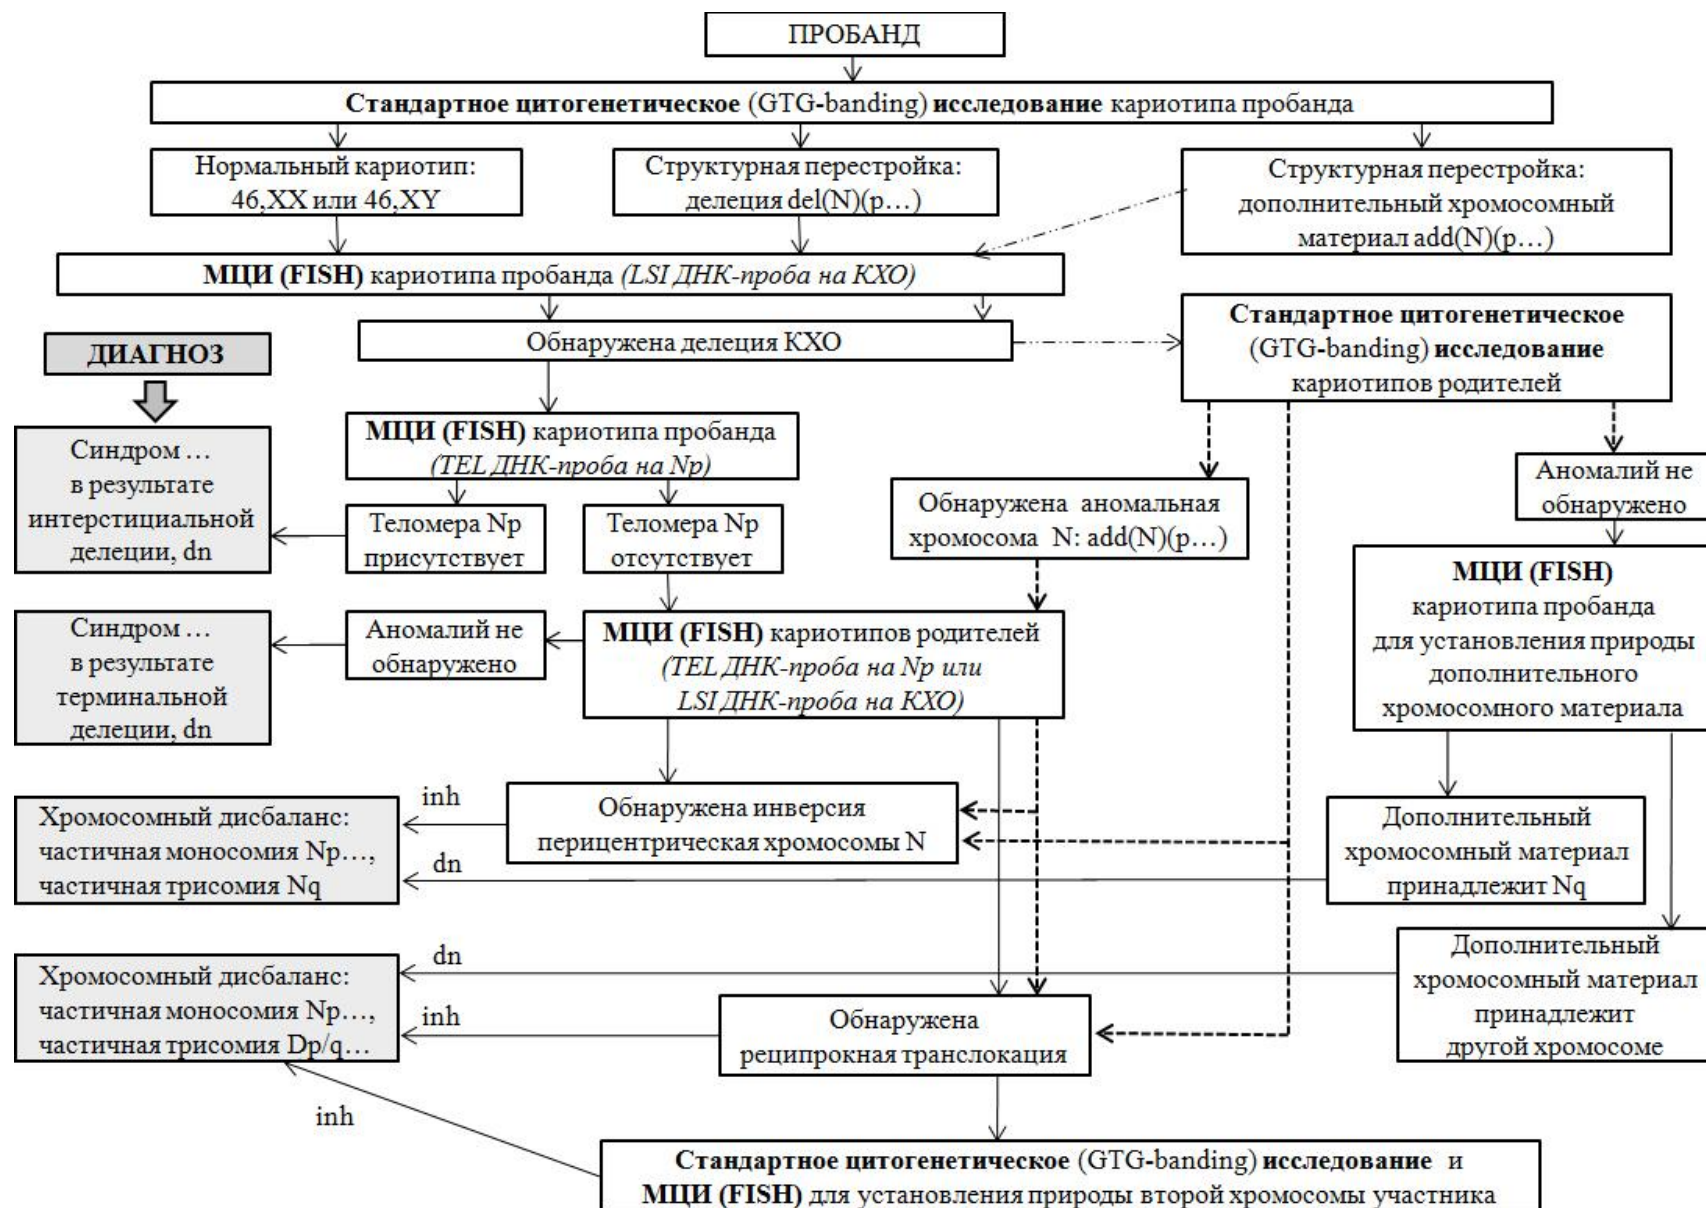 ПРОБАНД
Стандартное цитогенетическое (GTG-banding) исследование кариотипа пробанда
Нормальный кариотип:
46,XX или 46,XY
Структурная перестройка:
делеция del(N)(p…)
Структурная перестройка:
дополнительный хромосомный
материал add(N)(p…)
МЦИ (FISH) кариотипа пробанда (LSI ДНК-проба на КХО)
Обнаружена делеция КХО
Стандартное цитогенетическое
(GTG-banding) исследование
кариотипов родителей
ДИАГНОЗ
МЦИ (FISH) кариотипа пробанда
(TEL ДНК-проба на Np)
Синдром …
в результате
интерстициальной
делеции, dn
Теломера Np
присутствует
Теломера Np
отсутствует
Обнаружена аномальная
хромосома N: add(N)(p…)
Аномалий не
обнаружено
МЦИ (FISH)
кариотипа пробанда
для установления природы
дополнительного
хромосомного материала
Синдром …
в результате
терминальной
делеции, dn
Аномалий не
обнаружено
МЦИ (FISH) кариотипов родителей
(TEL ДНК-проба на Np или
LSI ДНК-проба на КХО)
Хромосомный дисбаланс:
частичная моносомия Np…,
частичная трисомия Nq
inh
dn
Обнаружена инверсия
перицентрическая хромосомы N
Дополнительный
хромосомный материал
принадлежит Nq
Хромосомный дисбаланс:
частичная моносомия Np…,
частичная трисомия Dp/q…
dn
inh
Обнаружена
реципрокная транслокация
Дополнительный
хромосомный материал
принадлежит
другой хромосоме
inh
Стандартное цитогенетическое (GTG-banding) исследование и
МЦИ (FISH) для установления природы второй хромосомы участника